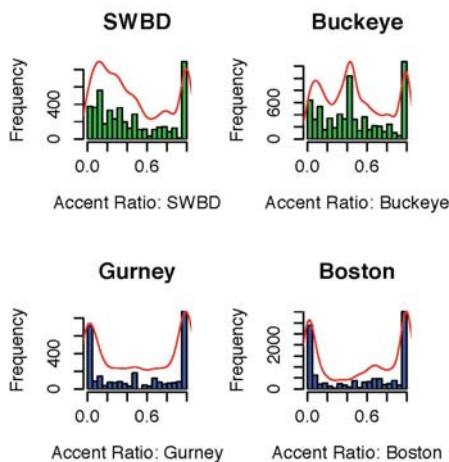 SWBD
Frequency
0 400
0.0 0.6
Accent Ratio: SWBD
Buckeye
Frequency
0 600
0.0 0.6
Accent Ratio: Buckeye
Gurney
Frequency
0 400
0.0 0.6
Accent Ratio: Gurney
Boston
Frequency
0 2000
0.0 0.6
Accent Ratio: Boston